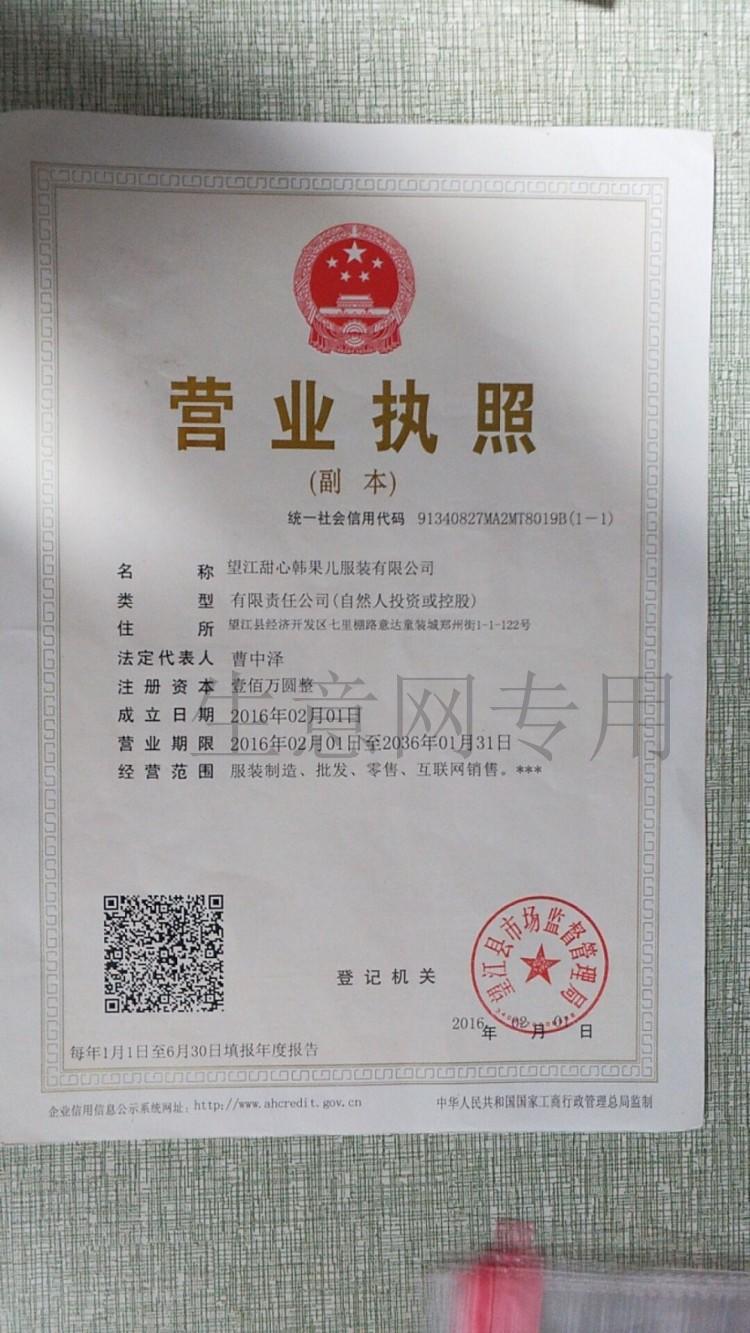 营业执照
(副 本)
统一社会信用代码 91340827MA2MT8019B(1-1)
名 称 望江甜心韩果儿服装有限公司
类 型 有限责任公司(自然人投资或控股)
住 所 望江县经济开发区七里棚路意达童装城郑州街1-1-122号
法定代表人 曹中泽
注册资本 壹佰万圆整
成立日期 2016年02月01日
营业期限 2016年02月01日至2036年01月31日
经营范围 服装制造、批发、零售、互联网销售。***
生意网专用
望江县市场监督管理局
登记机关
2016年 02月 01日
每年1月1日至6月30日填报年度报告
企业信用信息公示系统网址: http://www.ahcredit.gov.cn
中华人民共和国国家工商行政管理总局监制